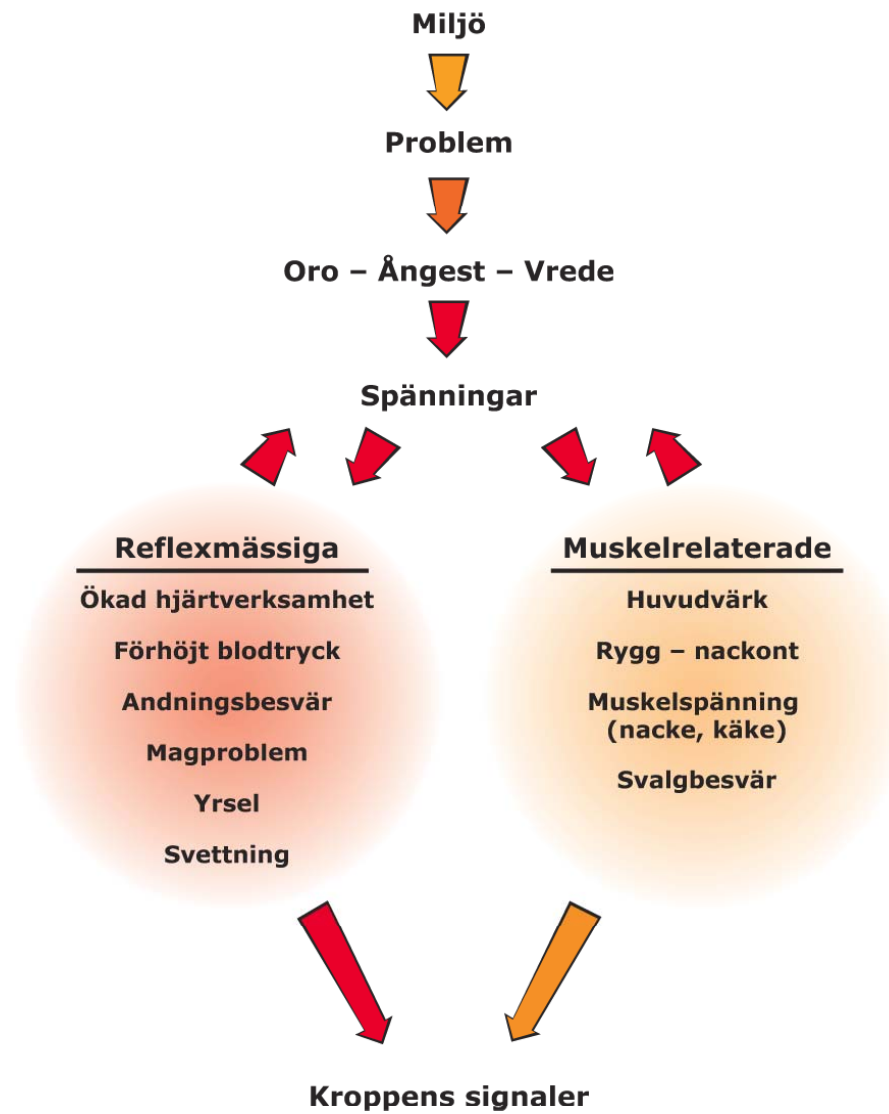 Miljö
Problem
Oro – Ångest – Vrede
Spänningar
Reflexmässiga
Ökad hjärtverksamhet
Förhöjt blodtryck
Andningsbesvär
Magproblem
Yrsel
Svettning
Muskelrelaterade
Huvudvärk
Rygg – nackont
Muskelspänning
(nacke, käke)
Svalgbesvär
Kroppens signaler